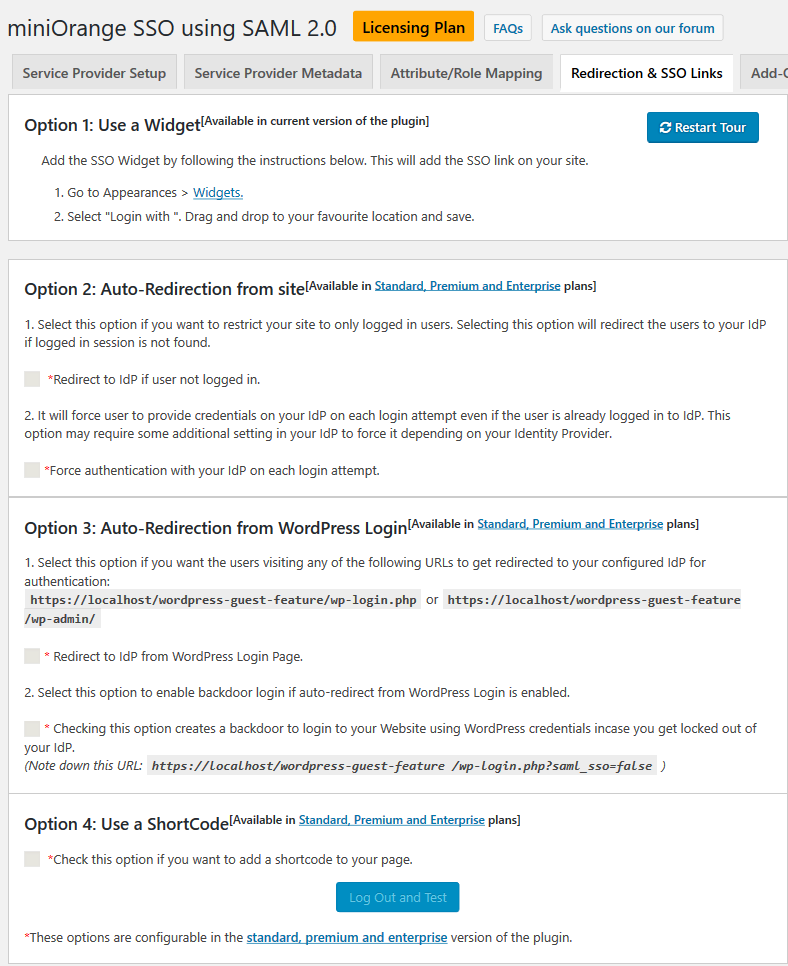 miniOrange SSO using SAML 2.0 Licensing Plan FAQs Ask questions on our forum
Service Provider Setup Service Provider Metadata Attribute/Role Mapping Redirection & SSO Links Add-
Option 1: Use a Widget[Available in current version of the plugin] Restart Tour
Add the SSO Widget by following the instructions below. This will add the SSO link on your site.
1. Go to Appearances > Widgets.
2. Select "Login with ". Drag and drop to your favourite location and save.
Option 2: Auto-Redirection from site[Available in Standard, Premium and Enterprise plans]
1. Select this option if you want to restrict your site to only logged in users. Selecting this option will redirect the users to your IdP
if logged in session is not found.
*Redirect to IdP if user not logged in.
2. It will force user to provide credentials on your IdP on each login attempt even if the user is already logged in to IdP. This
option may require some additional setting in your IdP to force it depending on your Identity Provider.
*Force authentication with your IdP on each login attempt.
Option 3: Auto-Redirection from WordPress Login[Available in Standard, Premium and Enterprise plans]
1. Select this option if you want the users visiting any of the following URLs to get redirected to your configured IdP for
authentication:
https://localhost/wordpress-guest-feature/wp-login.php or https://localhost/wordpress-guest-feature
/wp-admin/
* Redirect to IdP from WordPress Login Page.
2. Select this option to enable backdoor login if auto-redirect from WordPress Login is enabled.
* Checking this option creates a backdoor to login to your Website using WordPress credentials incase you get locked out of
your IdP.
(Note down this URL: https://localhost/wordpress-guest-feature /wp-login.php?saml_sso=false )
Option 4: Use a ShortCode[Available in Standard, Premium and Enterprise plans]
*Check this option if you want to add a shortcode to your page.
Log Out and Test
*These options are configurable in the standard, premium and enterprise version of the plugin.